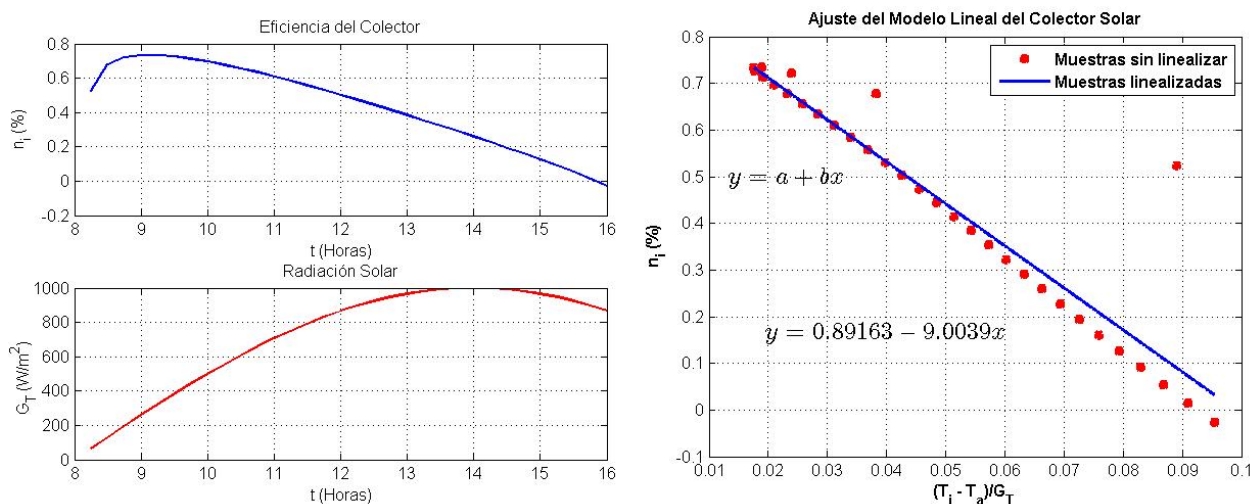 Eficiencia del Colector
0.8
0.6
0.4
0.2
0
-0.2
n_i (%)
8 9 10 11 12 13 14 15 16
t (Horas)
Radiación Solar
1000
800
600
400
200
0
G_T (W/m²)
8 9 10 11 12 13 14 15 16
t (Horas)
Ajuste del Modelo Lineal del Colector Solar
0.8
0.7
0.6
0.5
0.4
0.3
0.2
0.1
0
-0.1
n_i (%)
Muestras sin linealizar
Muestras linealizadas
y = a + bx
y = 0.89163 − 9.0039x
0.01 0.02 0.03 0.04 0.05 0.06 0.07 0.08 0.09 0.1
(T_i - T_a)/G_T